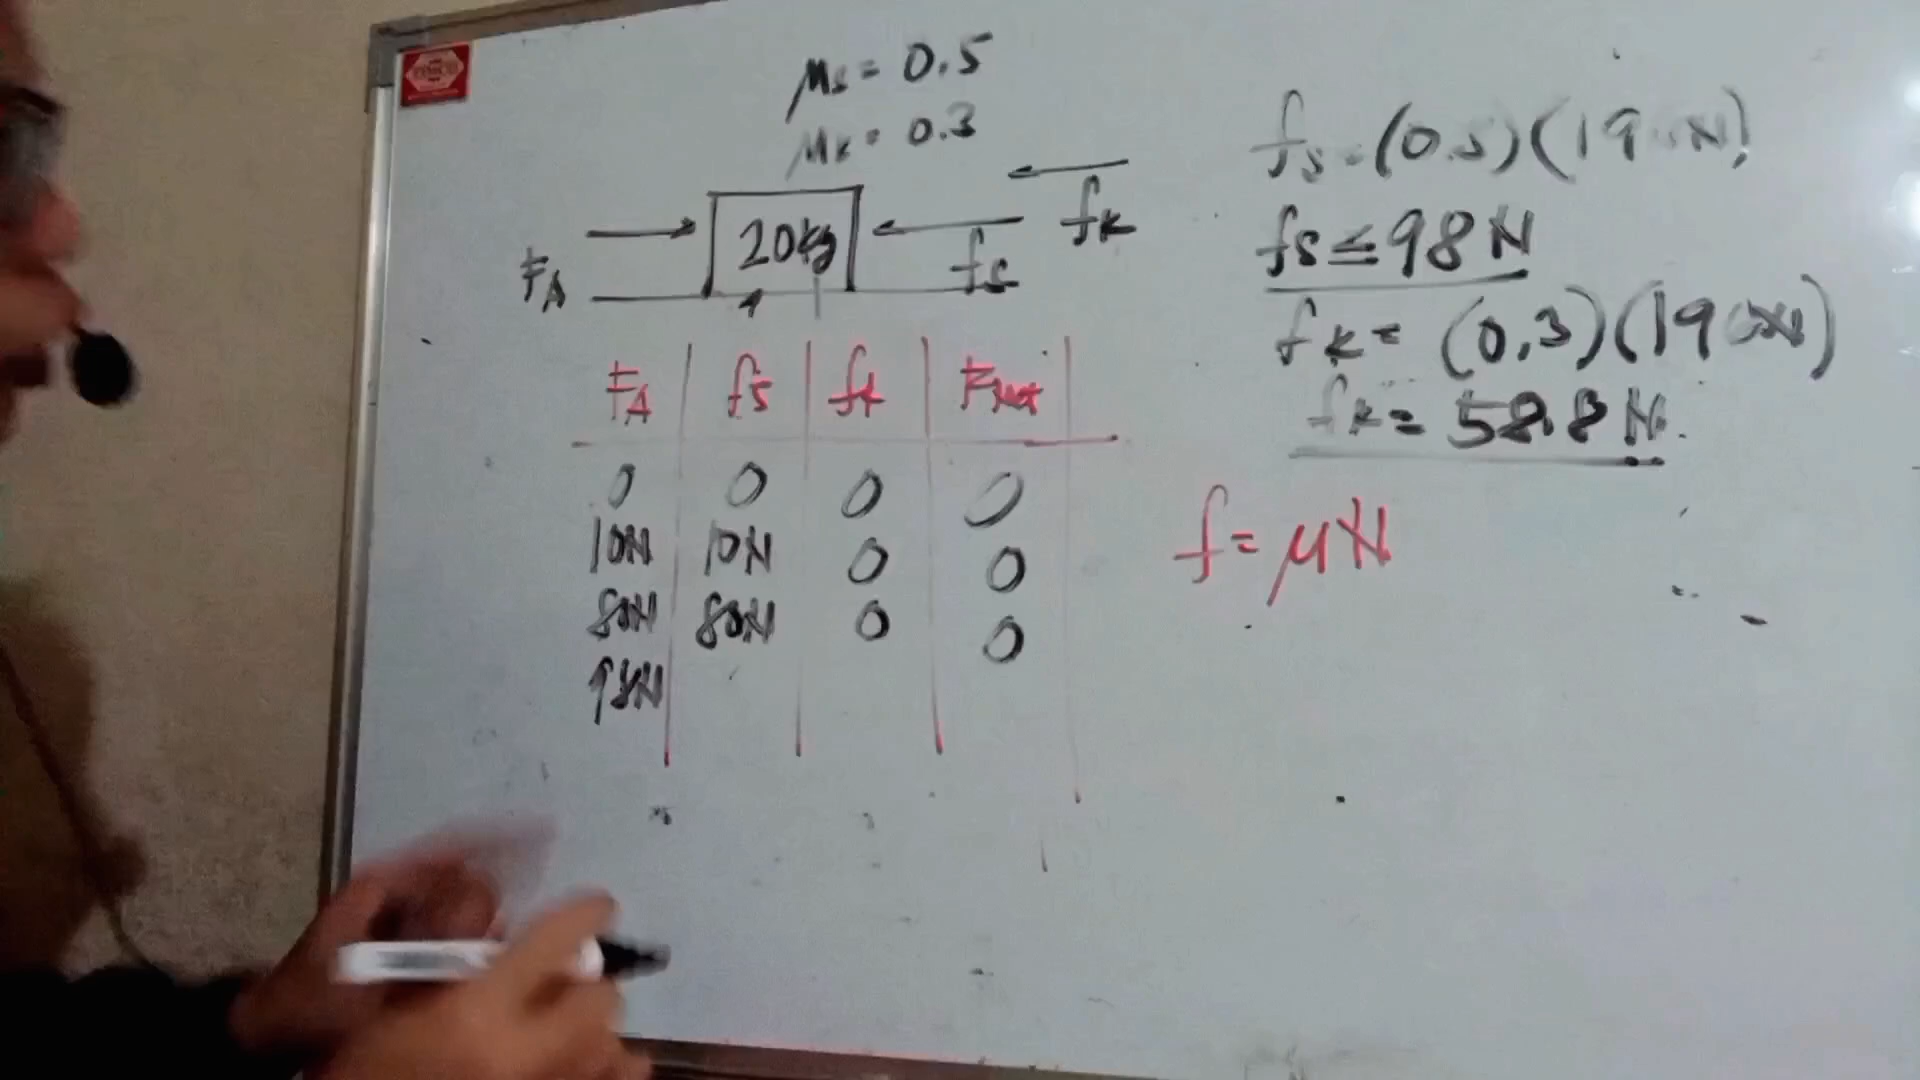 μs = 0.5
μk = 0.3
FA
20kg
fs
fk
fs = (0.5)(196N)
fs ≤ 98N
fk = (0.3)(196N)
fk = 58.8N
f = μN
FA fs fk FNet
0 0 0 0
10N 10N 0 0
80N 80N 0 0
98N